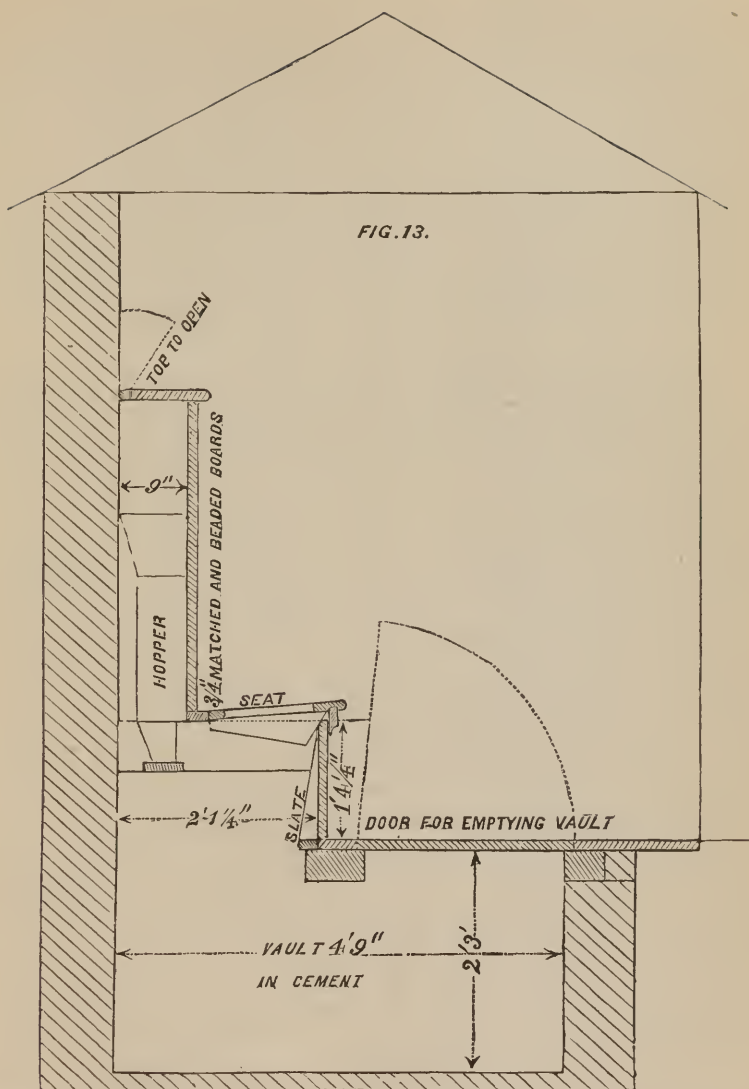 FIG. 13.
TOP TO OPEN
9"
3/4" MATCHED AND BEADED BOARDS
HOPPER
SEAT
2'·1 1/4"
SLATE
1'4 1/4"
DOOR FOR EMPTYING VAULT
VAULT 4'9"
IN CEMENT
2'3'